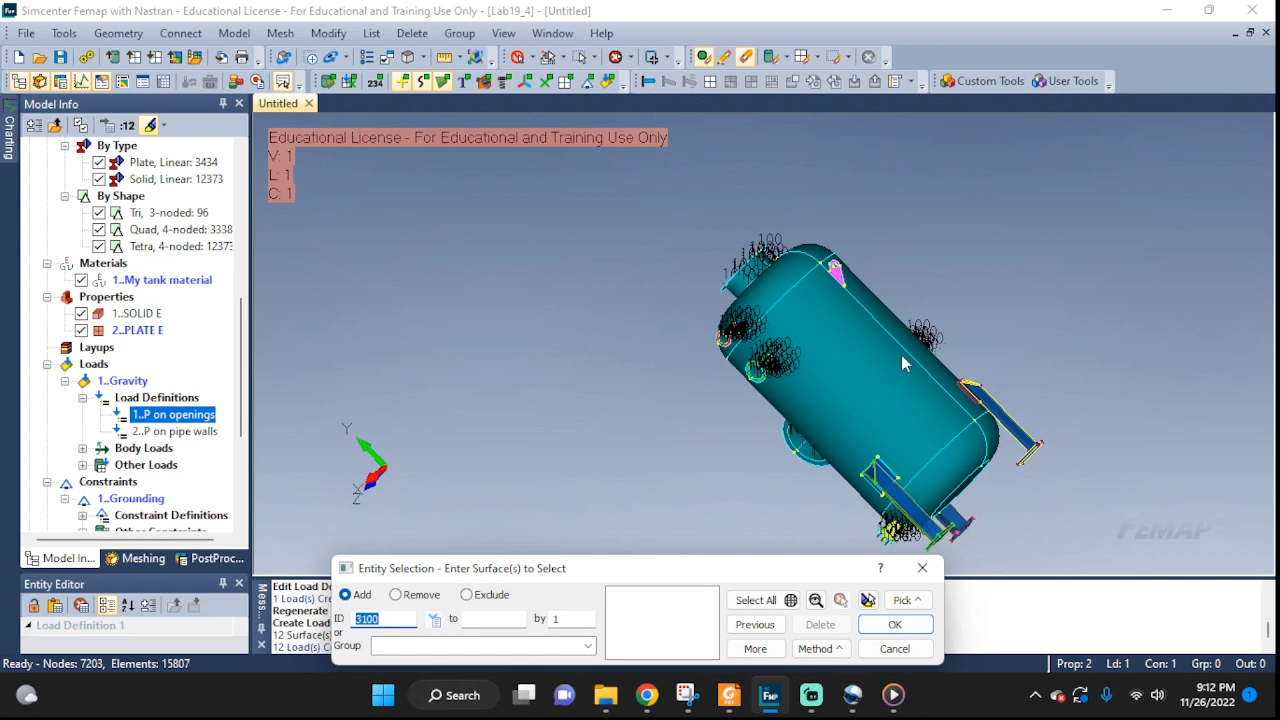 Simcenter Femap with Nastran - Educational License - For Educational and Training Use Only - [Lab19_4] - [Untitled]
File Tools Geometry Connect Model Mesh Modify List Delete Group View Window Help
234
Custom Tools User Tools
Model Info
Untitled
Charting
:12
Educational License - For Educational and Training Use Only
V: 1
L: 1
C: 1
By Type
Plate, Linear: 3434
Solid, Linear: 12373
By Shape
Tri, 3-noded: 96
Quad, 4-noded: 3338
Tetra, 4-noded: 12373
Materials
1..My tank material
Properties
1..SOLID E
2..PLATE E
Layups
Loads
1..Gravity
Load Definitions
1..P on openings
2..P on pipe walls
Body Loads
Other Loads
Constraints
1..Grounding
Constraint Definitions
Other Constraints
Y
X
Z
FEMAP
Model In... Meshing PostProc...
Entity Editor
Load Definition 1
Mess...
Edit Load De
1 Load(s) Cre
Regenerate
Create Load
12 Surface(s
12 Load(s) C
Entity Selection - Enter Surface(s) to Select
?
Add Remove Exclude
ID 3100 to by 1
or
Group
Select All Pick ^
Previous Delete OK
More Method ^ Cancel
Ready - Nodes: 7203, Elements: 15807
Prop: 2 Ld: 1 Con: 1 Grp: 0 Out: 0
Search
FMP
9:12 PM
11/26/2022
1